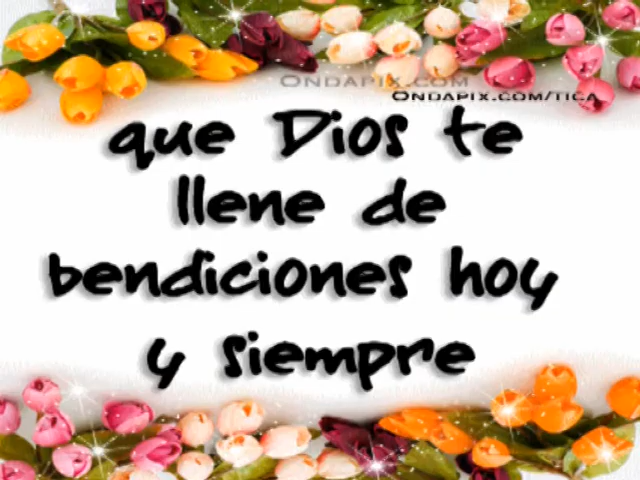 ONDAPIX.COM
ONDAPIX.COM/TICA
que Dios te
llene de
bendiciones hoy
y siempre